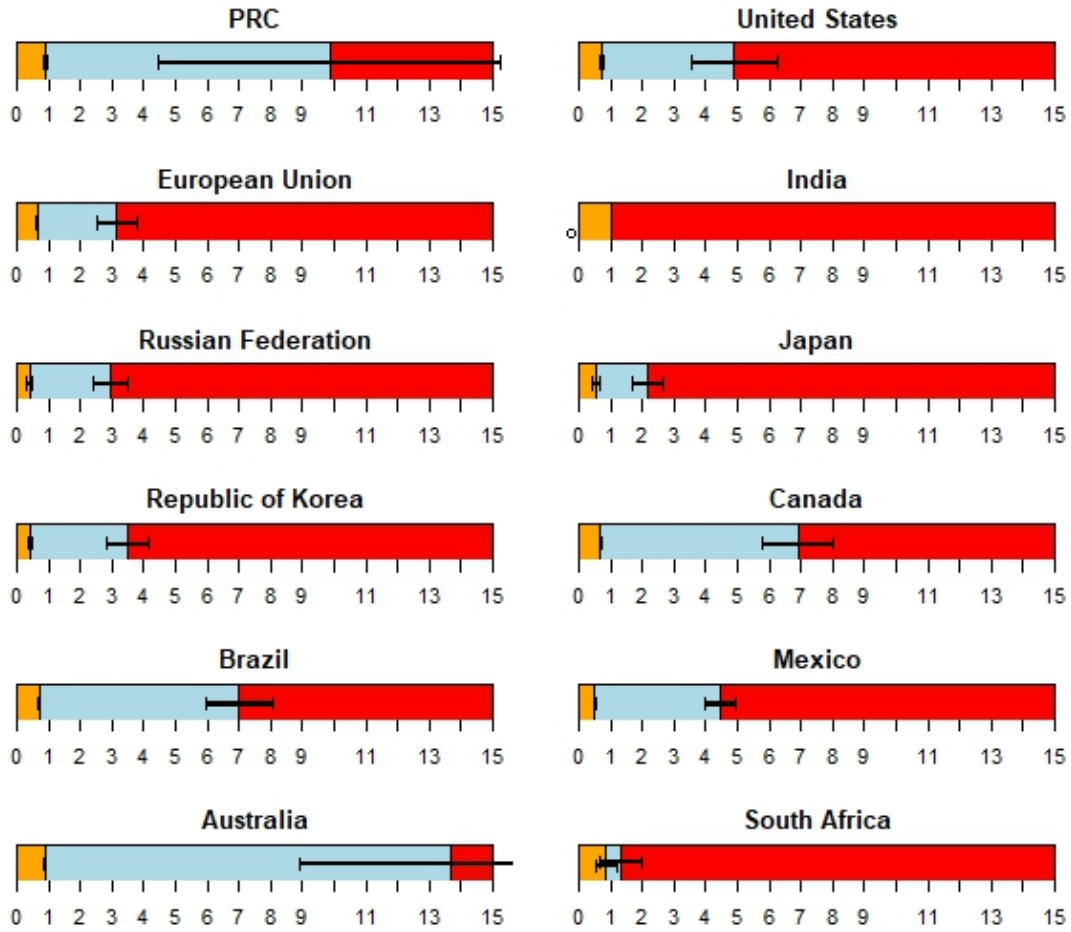 PRC United States
0 1 2 3 4 5 6 7 8 9 11 13 15 0 1 2 3 4 5 6 7 8 9 11 13 15
European Union India
0 1 2 3 4 5 6 7 8 9 11 13 15 0 1 2 3 4 5 6 7 8 9 11 13 15
Russian Federation Japan
0 1 2 3 4 5 6 7 8 9 11 13 15 0 1 2 3 4 5 6 7 8 9 11 13 15
Republic of Korea Canada
0 1 2 3 4 5 6 7 8 9 11 13 15 0 1 2 3 4 5 6 7 8 9 11 13 15
Brazil Mexico
0 1 2 3 4 5 6 7 8 9 11 13 15 0 1 2 3 4 5 6 7 8 9 11 13 15
Australia South Africa
0 1 2 3 4 5 6 7 8 9 11 13 15 0 1 2 3 4 5 6 7 8 9 11 13 15